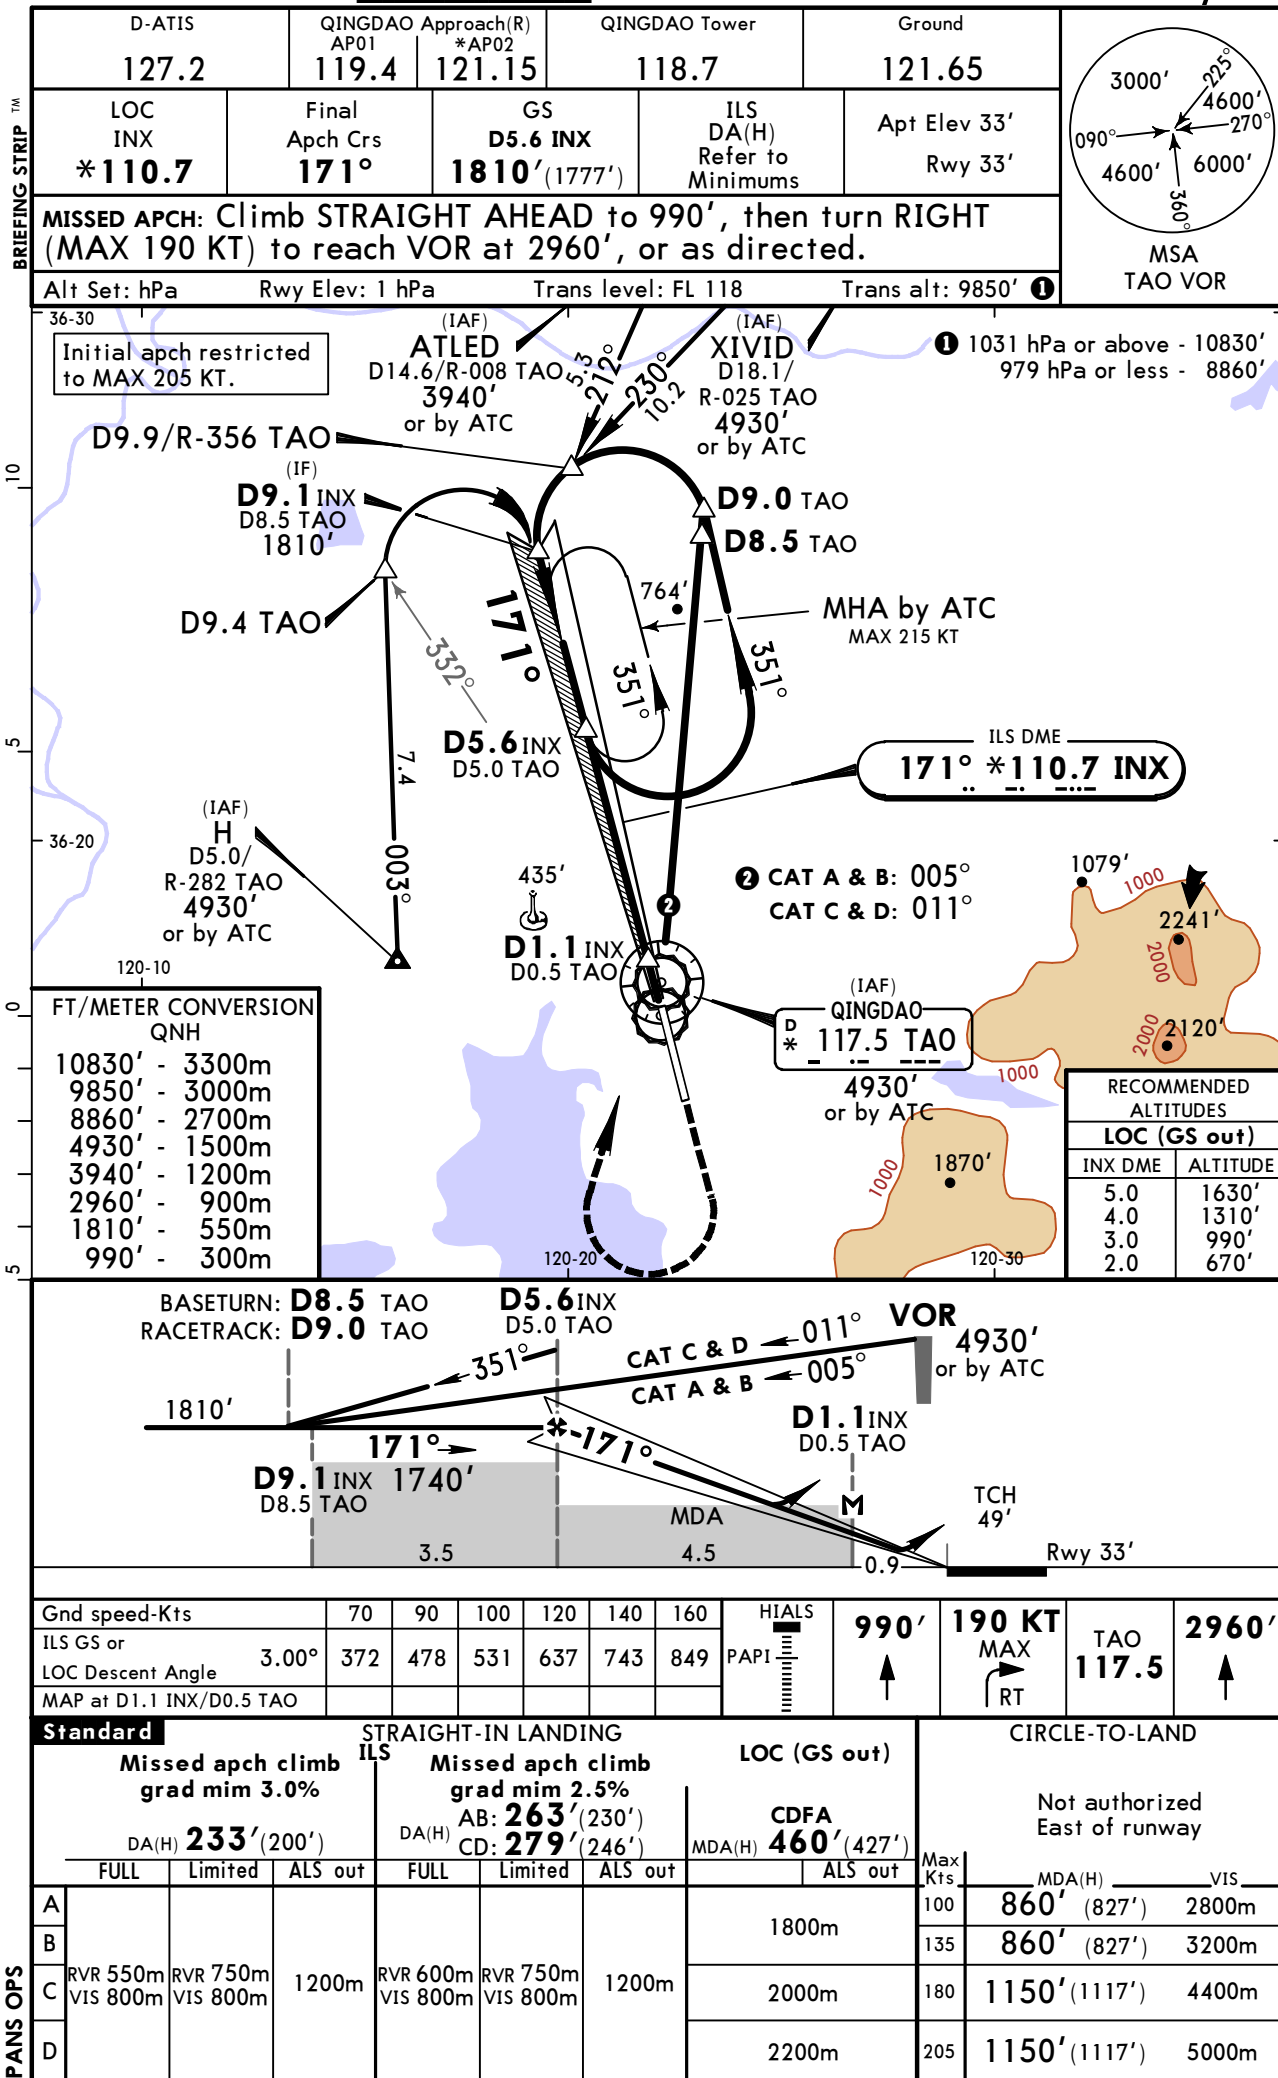 D-ATIS
127.2
QINGDAO Approach(R)
AP01 *AP02
119.4 121.15
QINGDAO Tower
118.7
Ground
121.65
BRIEFING STRIP TM
LOC
INX
*110.7
Final
Apch Crs
171°
GS
D5.6 INX
1810' (1777')
ILS
DA(H)
Refer to
Minimums
Apt Elev 33'
Rwy 33'
3000'
225°
4600'
270°
090°
4600'
6000'
360°
MSA
TAO VOR
MISSED APCH: Climb STRAIGHT AHEAD to 990', then turn RIGHT
(MAX 190 KT) to reach VOR at 2960', or as directed.
Alt Set: hPa Rwy Elev: 1 hPa Trans level: FL 118 Trans alt: 9850' 1
36-30
Initial apch restricted
to MAX 205 KT.
(IAF)
ATLED
D14.6/R-008 TAO
3940'
or by ATC
5.3
212°
230°
10.2
(IAF)
XIVID
D18.1/
R-025 TAO
4930'
or by ATC
1 1031 hPa or above - 10830'
979 hPa or less - 8860'
D9.9/R-356 TAO
(IF)
D9.1 INX
D8.5 TAO
1810'
D9.0 TAO
D8.5 TAO
10
D9.4 TAO
332°
171°
764'
MHA by ATC
MAX 215 KT
351°
351°
D5.6 INX
D5.0 TAO
ILS DME
171° *110.7 INX
5
7.4
003°
36-20
(IAF)
H
D5.0/
R-282 TAO
4930'
or by ATC
435'
D1.1 INX
D0.5 TAO
2
2 CAT A & B: 005°
CAT C & D: 011°
1079'
1000
2241'
2000
2120'
2000
1000
120-10
(IAF)
QINGDAO
D
* 117.5 TAO
4930'
or by ATC
0
FT/METER CONVERSION
QNH
10830' - 3300m
9850' - 3000m
8860' - 2700m
4930' - 1500m
3940' - 1200m
2960' - 900m
1810' - 550m
990' - 300m
5
120-20
1000
1870'
120-30
RECOMMENDED
ALTITUDES
LOC (GS out)
INX DME ALTITUDE
5.0 1630'
4.0 1310'
3.0 990'
2.0 670'
BASETURN: D8.5 TAO
RACETRACK: D9.0 TAO
D5.6 INX
D5.0 TAO
VOR
4930'
or by ATC
CAT C & D 011°
CAT A & B 005°
351°
1810'
171°
171°
D9.1 INX
D8.5 TAO
1740'
D1.1 INX
D0.5 TAO
M
MDA
TCH
49'
3.5
4.5
0.9
Rwy 33'
Gnd speed-Kts 70 90 100 120 140 160
ILS GS or
LOC Descent Angle 3.00° 372 478 531 637 743 849
MAP at D1.1 INX/D0.5 TAO
HIALS
PAPI
990'
190 KT
MAX
RT
TAO
117.5
2960'
Standard
STRAIGHT-IN LANDING
CIRCLE-TO-LAND
ILS
Missed apch climb
grad mim 3.0%
DA(H) 233' (200')
Missed apch climb
grad mim 2.5%
AB: 263' (230')
DA(H)
CD: 279' (246')
LOC (GS out)
CDFA
MDA(H) 460' (427')
Not authorized
East of runway
FULL Limited ALS out FULL Limited ALS out ALS out
Max
Kts MDA(H) VIS
A
B
C
D
RVR 550m
VIS 800m
RVR 750m
VIS 800m
1200m
RVR 600m
VIS 800m
RVR 750m
VIS 800m
1200m
1800m
2000m
2200m
100 860' (827') 2800m
135 860' (827') 3200m
180 1150' (1117') 4400m
205 1150' (1117') 5000m
PANS OPS